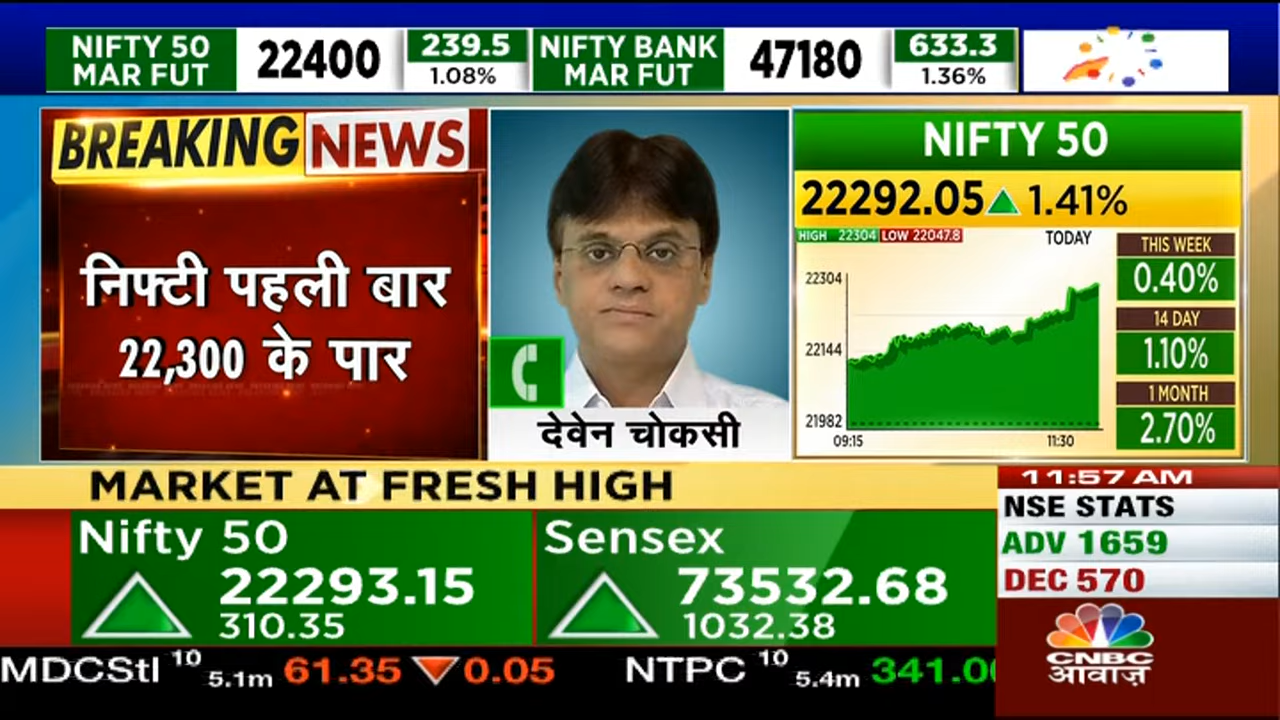 NIFTY 50
MAR FUT
22400
239.5
1.08%
NIFTY BANK
MAR FUT
47180
633.3
1.36%
BREAKING NEWS
निफ्टी पहली बार
22,300 के पार
देवेन चोकसी
NIFTY 50
22292.05 1.41%
HIGH 22304 LOW 22047.8
TODAY
22304
22144
21982
09:15
11:30
THIS WEEK
0.40%
14 DAY
1.10%
1 MONTH
2.70%
MARKET AT FRESH HIGH
Nifty 50
22293.15
310.35
Sensex
73532.68
1032.38
11:57 AM
NSE STATS
ADV 1659
DEC 570
CNBC
आवाज़
MDCStl 10 5.1m 61.35 0.05 NTPC 10 5.4m 341.0